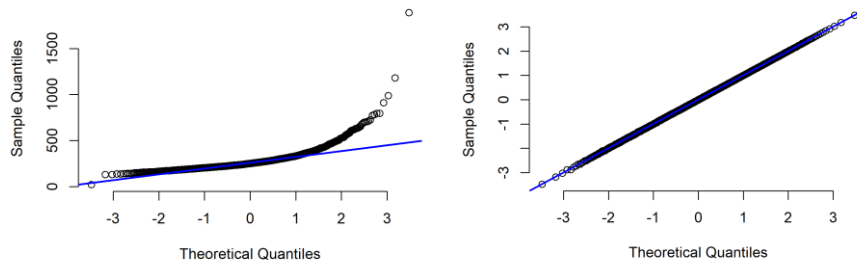 Sample Quantiles
1500
1000
500
0
-3 -2 -1 0 1 2 3
Theoretical Quantiles
Sample Quantiles
3
2
1
0
-1
-3
-3 -2 -1 0 1 2 3
Theoretical Quantiles